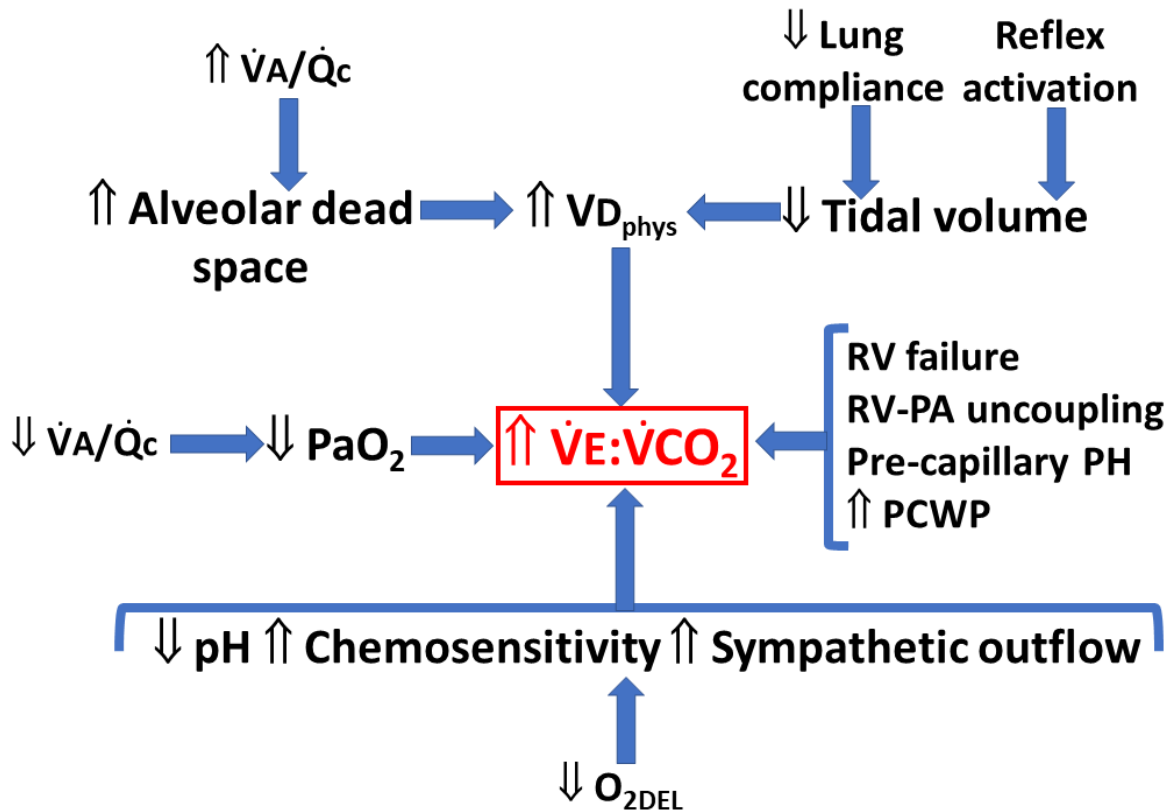 ⇑ V̇A/Q̇c
⇓ Lung
compliance
Reflex
activation
⇑ Alveolar dead
space
⇑ VD_phys
⇓ Tidal volume
⇓ V̇A/Q̇c
⇓ PaO₂
⇑ V̇E:V̇CO₂
RV failure
RV-PA uncoupling
Pre-capillary PH
⇑ PCWP
⇓ pH ⇑ Chemosensitivity ⇑ Sympathetic outflow
⇓ O₂DEL